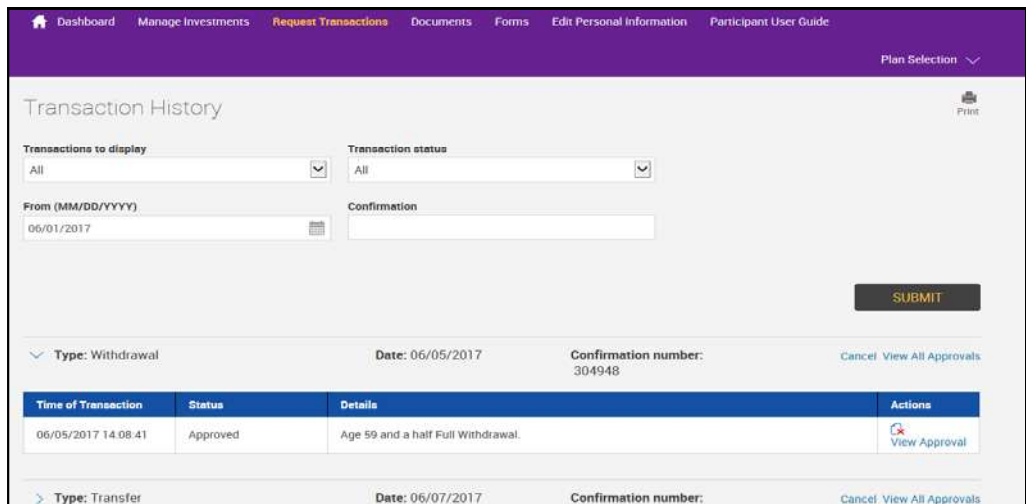 Dashboard Manage Investments Request Transactions Documents Forms Edit Personal Information Participant User Guide
Plan Selection
Transaction History
Print
Transactions to display Transaction status
All All
From (MM/DD/YYYY) Confirmation
06/01/2017
SUBMIT
Type: Withdrawal Date: 06/05/2017 Confirmation number: Cancel View All Approvals
304948
Time of Transaction Status Details Actions
06/05/2017 14.08.41 Approved Age 59 and a half Full Withdrawal.
View Approval
Type: Transfer Date: 06/07/2017 Confirmation number: Cancel View All Approvals